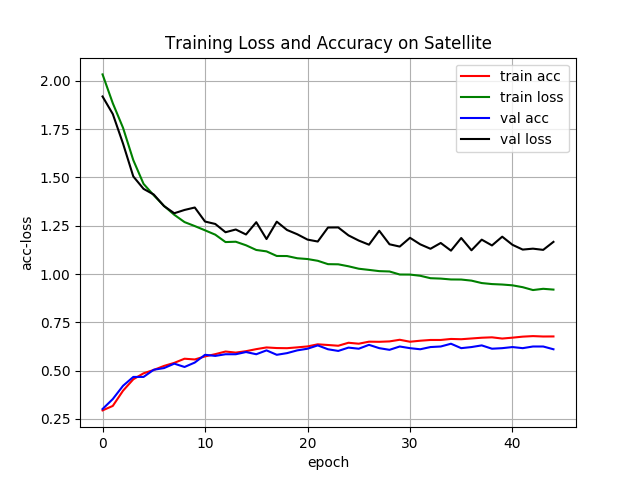 Training Loss and Accuracy on Satellite
train acc
train loss
val acc
val loss
2.00
1.75
1.50
1.25
1.00
0.75
0.50
0.25
acc-loss
0 10 20 30 40
epoch